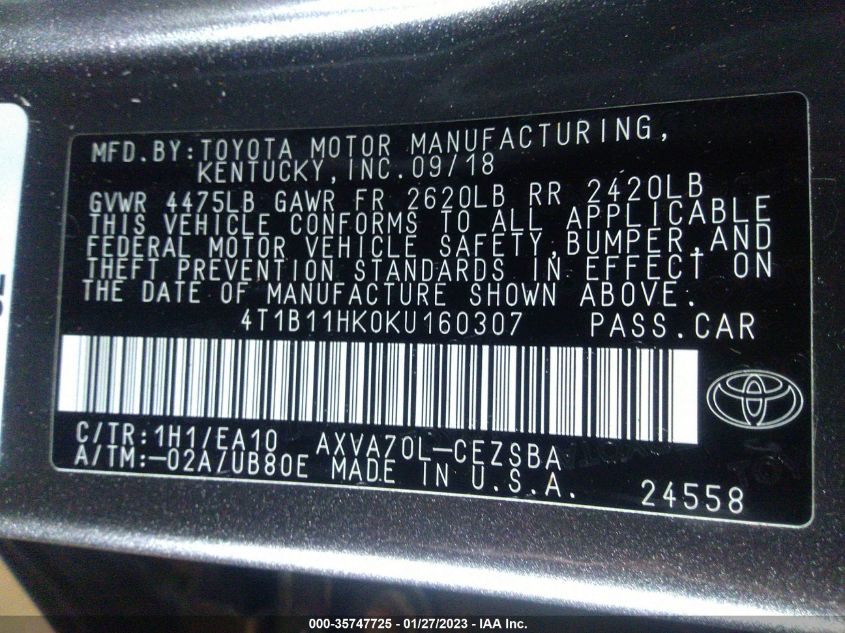 MFD.BY:TOYOTA MOTOR MANUFACTURING,
KENTUCKY,INC.09/18
GVWR 4475LB GAWR FR 2620LB RR 2420LB
THIS VEHICLE CONFORMS TO ALL APPLICABLE
FEDERAL MOTOR VEHICLE SAFETY,BUMPER,AND
THEFT PREVENTION STANDARDS IN EFFECT ON
THE DATE OF MANUFACTURE SHOWN ABOVE.
4T1B11HK0KU160307 PASS.CAR
C/TR:1H1/EA10 AXVA70L-CEZSBA
A/TM:-02A/UB80E MADE IN U.S.A.
24558
000-35747725 - 01/27/2023 - IAA Inc.